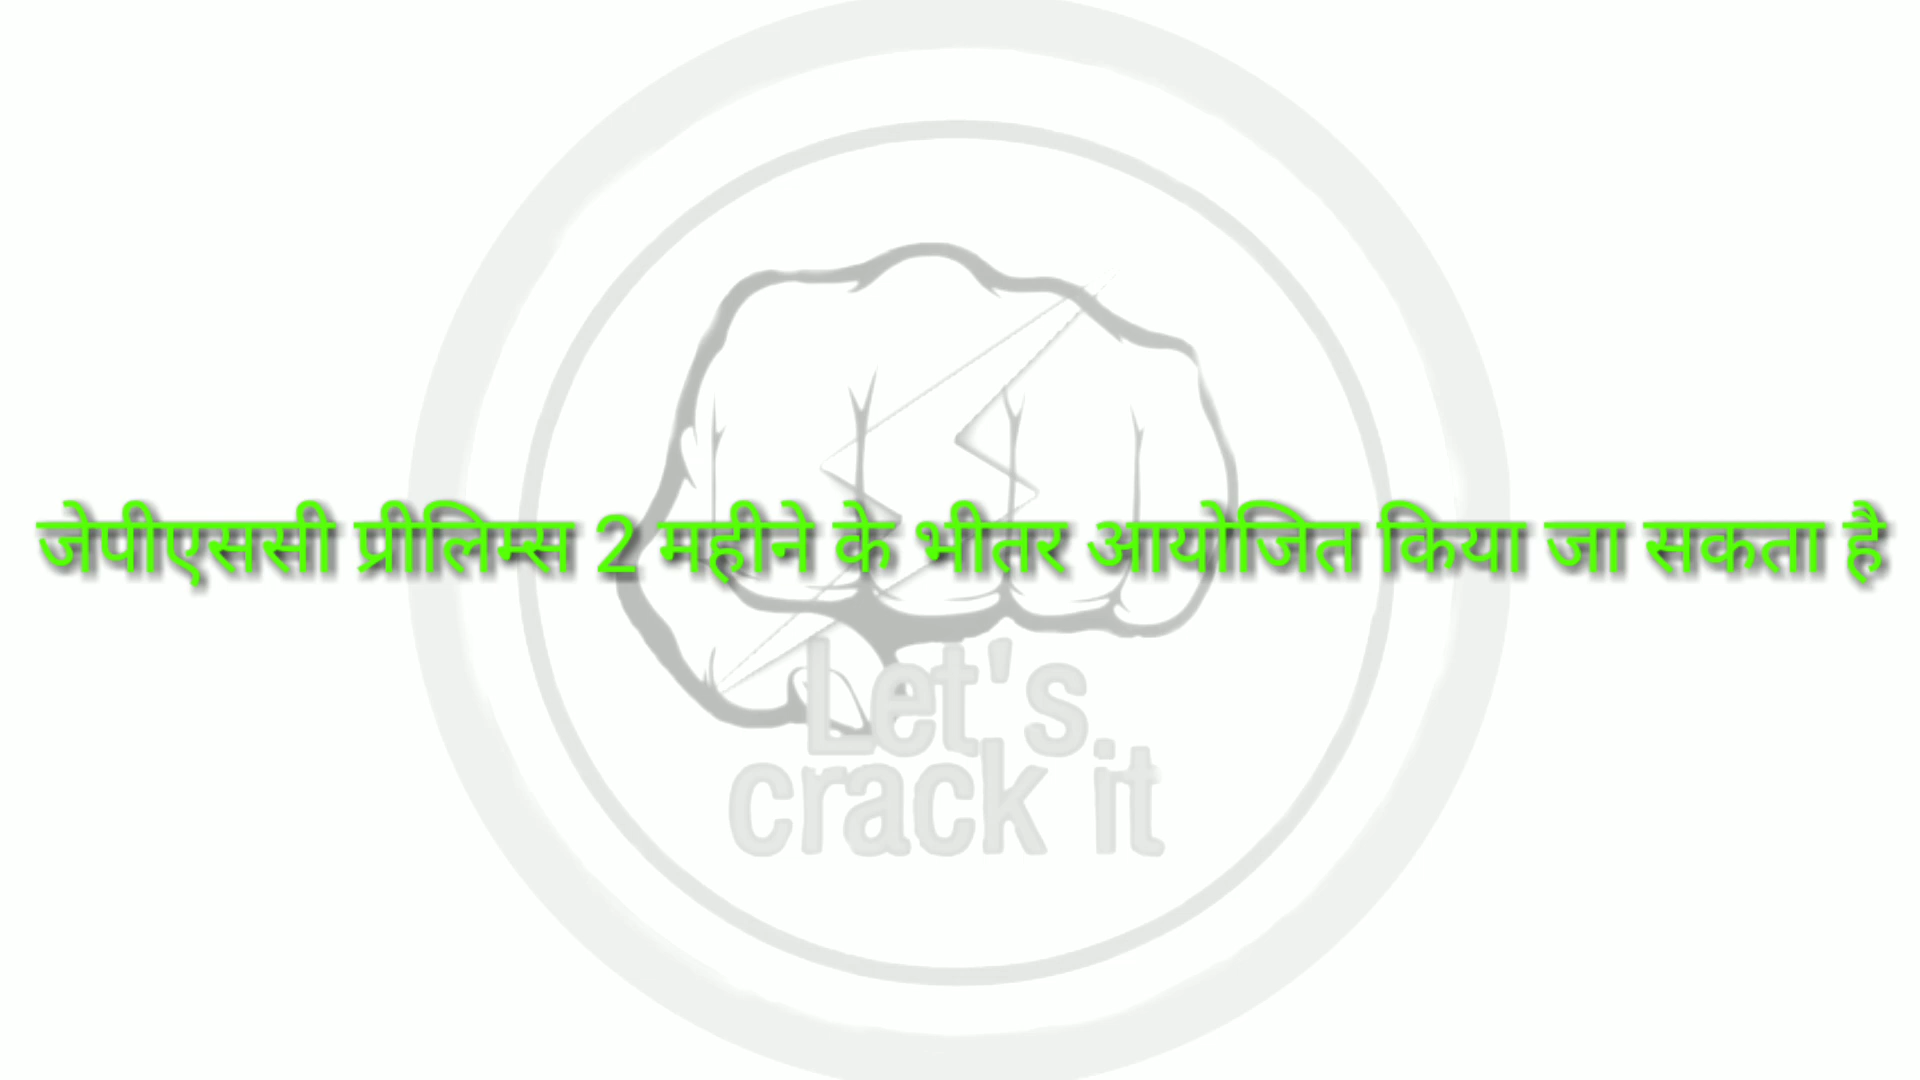 जेपीएससी प्रीलिम्स 2 महीने के भीतर आयोजित किया जा सकता है
Let's
crack it